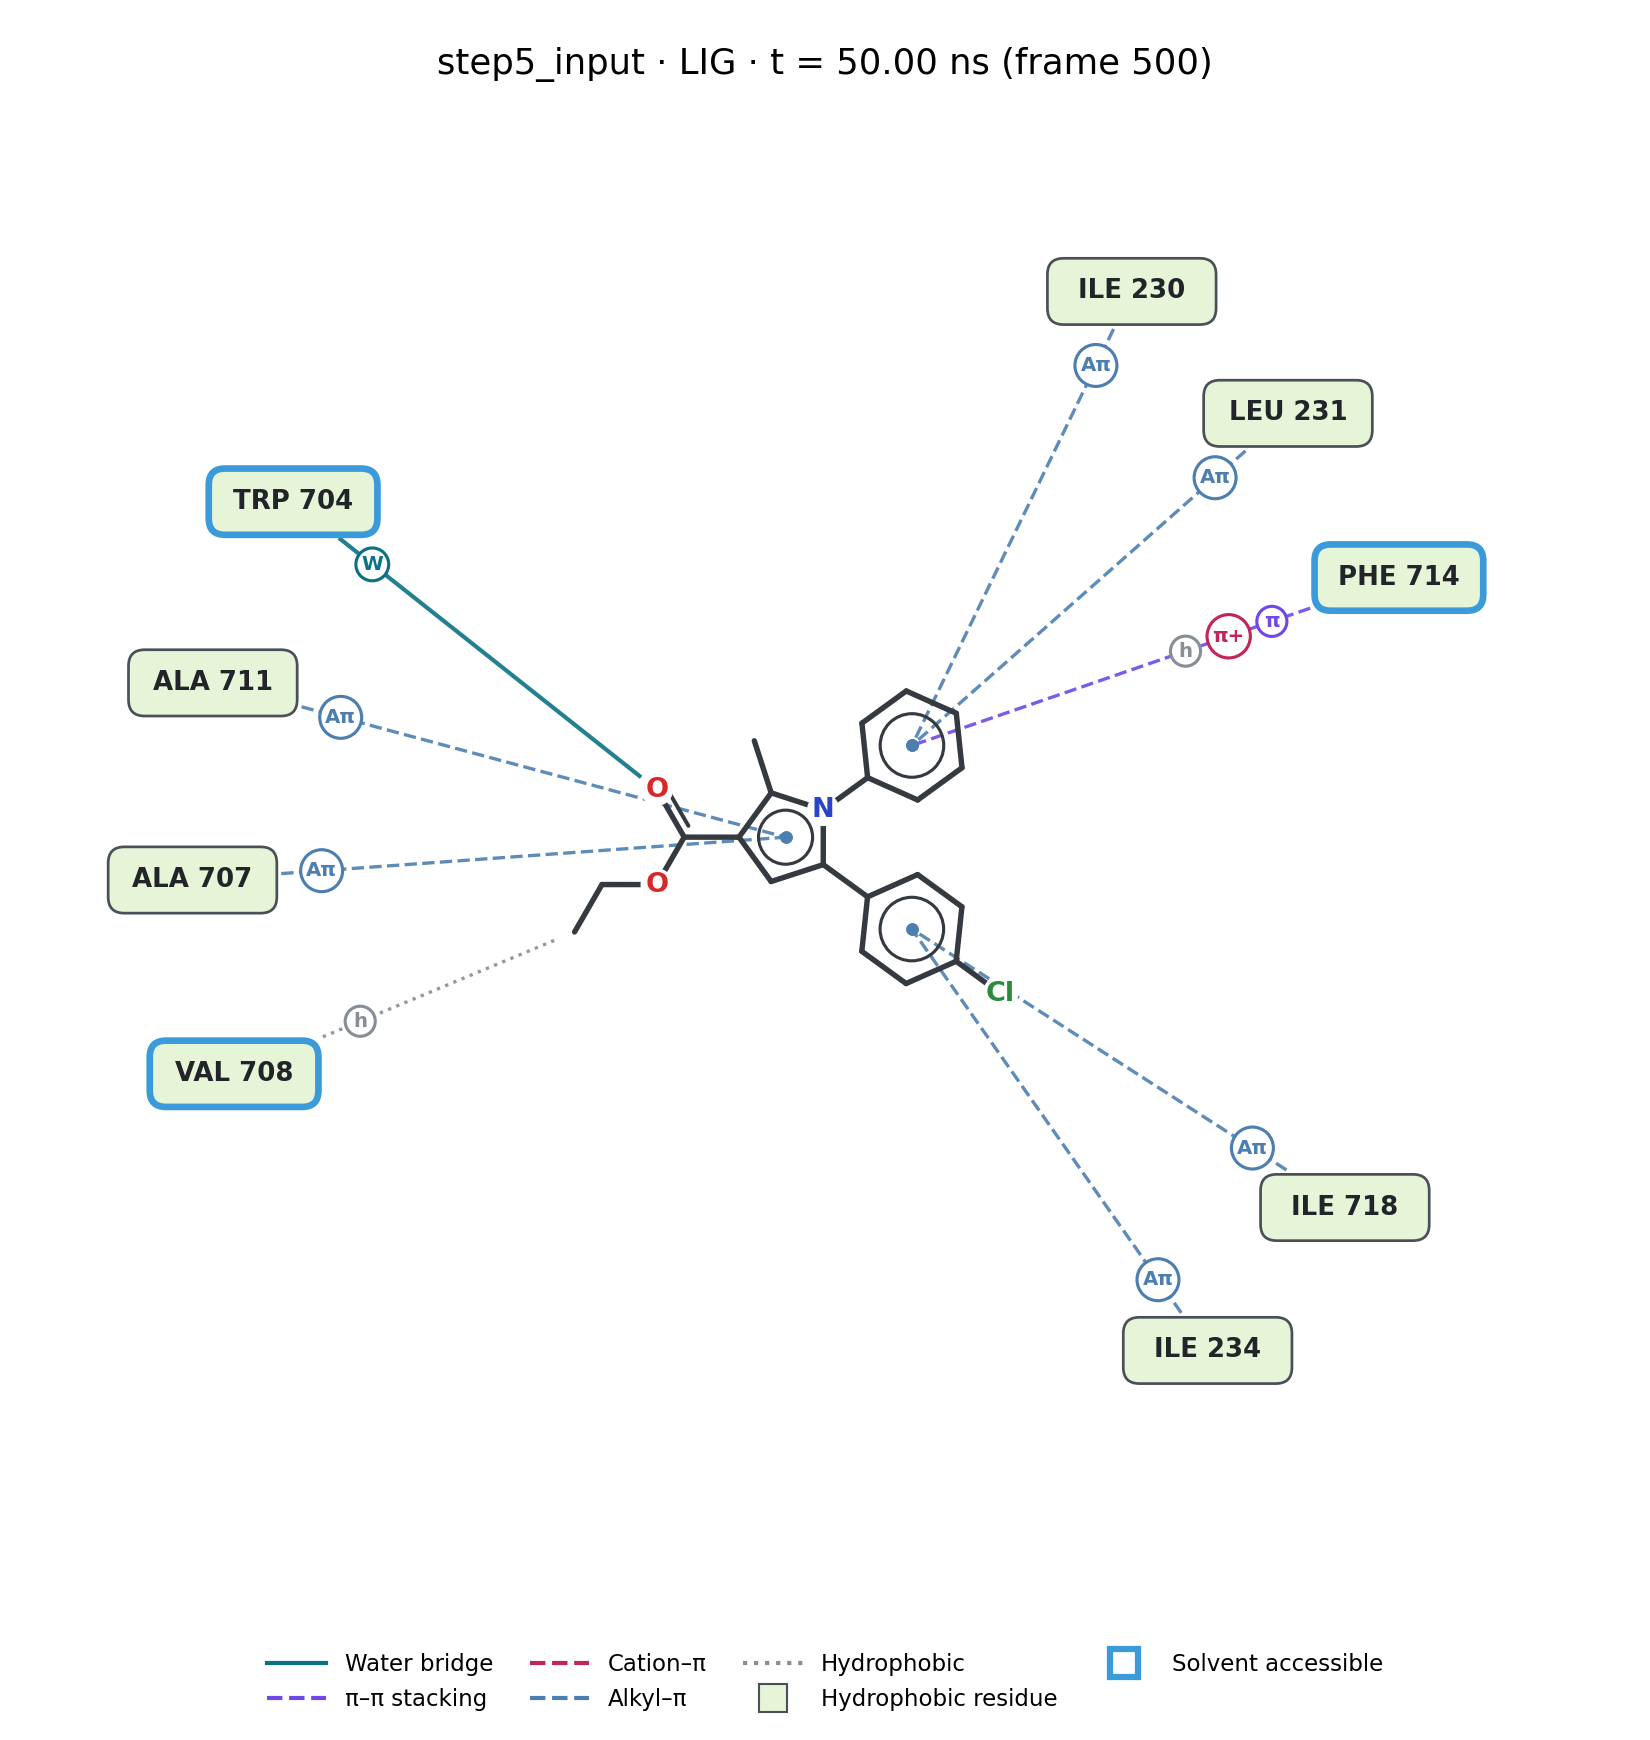 step5_input · LIG · t = 50.00 ns (frame 500)
ILE 230
Aπ
LEU 231
Aπ
TRP 704
W
PHE 714
π
π+
h
ALA 711
Aπ
O
N
ALA 707
Aπ
O
Cl
VAL 708
h
Aπ
ILE 718
Aπ
ILE 234
Water bridge
Cation–π
Hydrophobic
Solvent accessible
π–π stacking
Alkyl–π
Hydrophobic residue